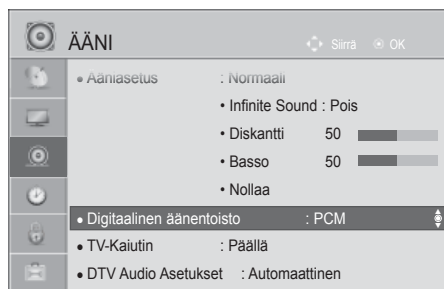 ÄÄNI
Siirrä OK
• Ääniasetus : Normaali
• Infinite Sound : Pois
• Diskantti 50
• Basso 50
• Nollaa
• Digitaalinen äänentoisto : PCM
• TV-Kaiutin : Päällä
• DTV Audio Asetukset : Automaattinen